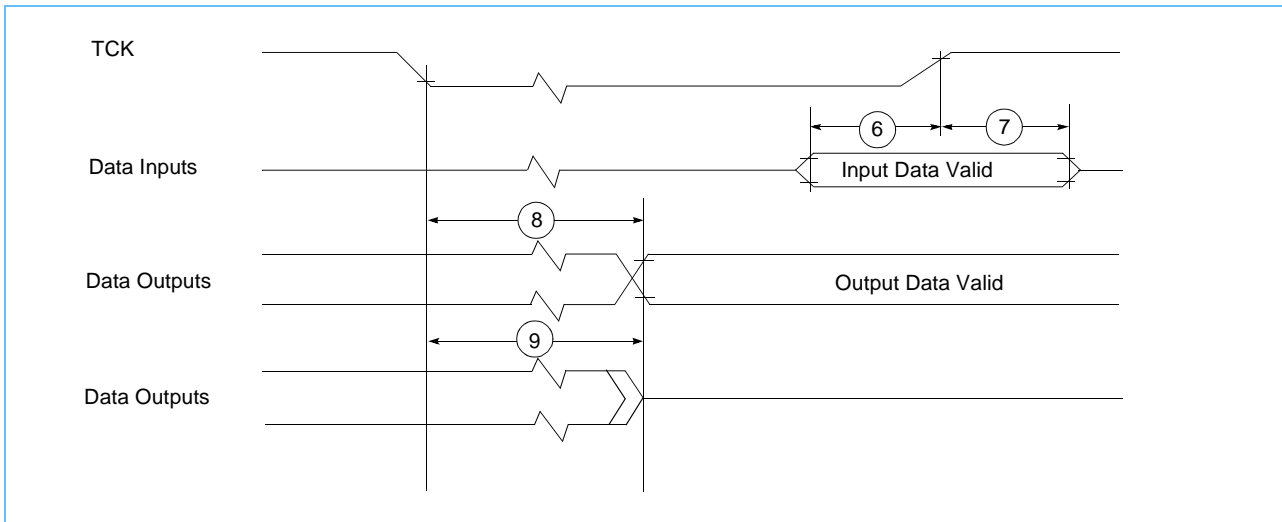 TCK
6
7
Data Inputs
Input Data Valid
8
Data Outputs
Output Data Valid
9
Data Outputs